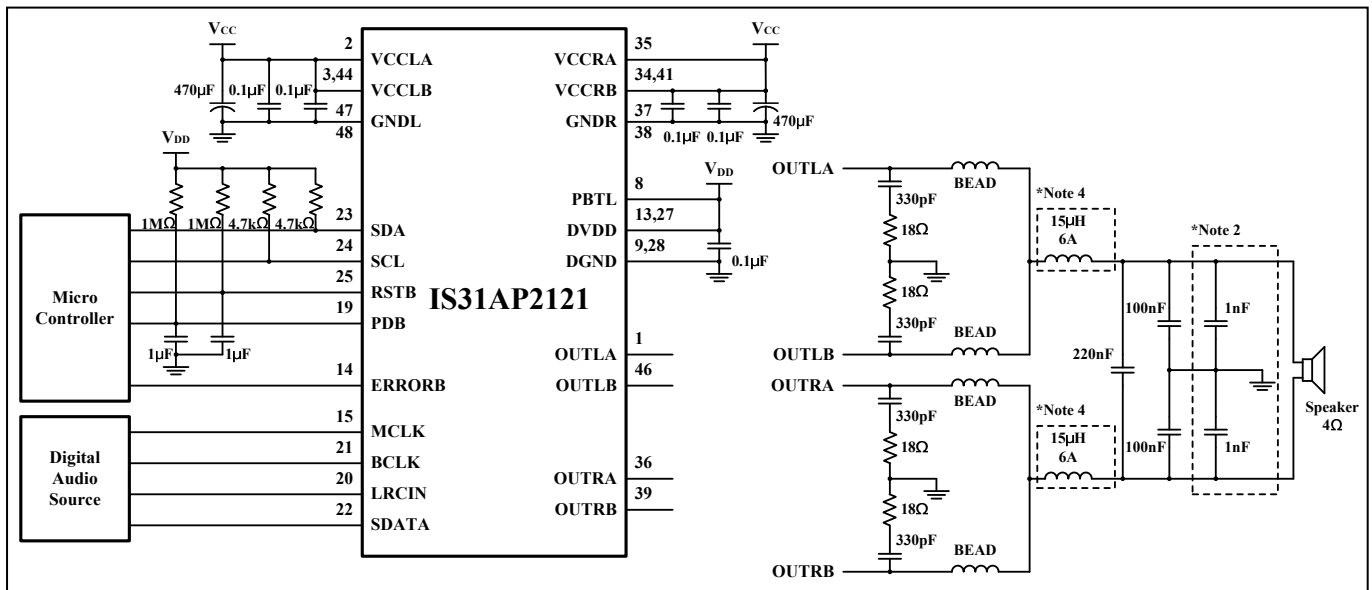 VCC
470µF
0.1µF
0.1µF
2
VCCLA
3,44
VCCLB
47
GNDL
48
VDD
1MΩ
1MΩ
4.7kΩ
4.7kΩ
23
SDA
24
SCL
25
RSTB
19
PDB
1µF
1µF
14
ERRORB
15
MCLK
21
BCLK
20
LRCIN
22
SDATA
Micro
Controller
Digital
Audio
Source
IS31AP2121
VCC
35
VCCRA
34,41
VCCRB
37
GNDR
38
0.1µF
0.1µF
470µF
VDD
8
PBTL
13,27
DVDD
9,28
DGND
0.1µF
1
OUTLA
46
OUTLB
36
OUTRA
39
OUTRB
OUTLA
BEAD
330pF
18Ω
18Ω
330pF
OUTLB
BEAD
OUTRA
BEAD
330pF
18Ω
18Ω
330pF
OUTRB
BEAD
*Note 4
15µH
6A
*Note 4
15µH
6A
*Note 2
220nF
100nF
100nF
1nF
1nF
Speaker
4Ω